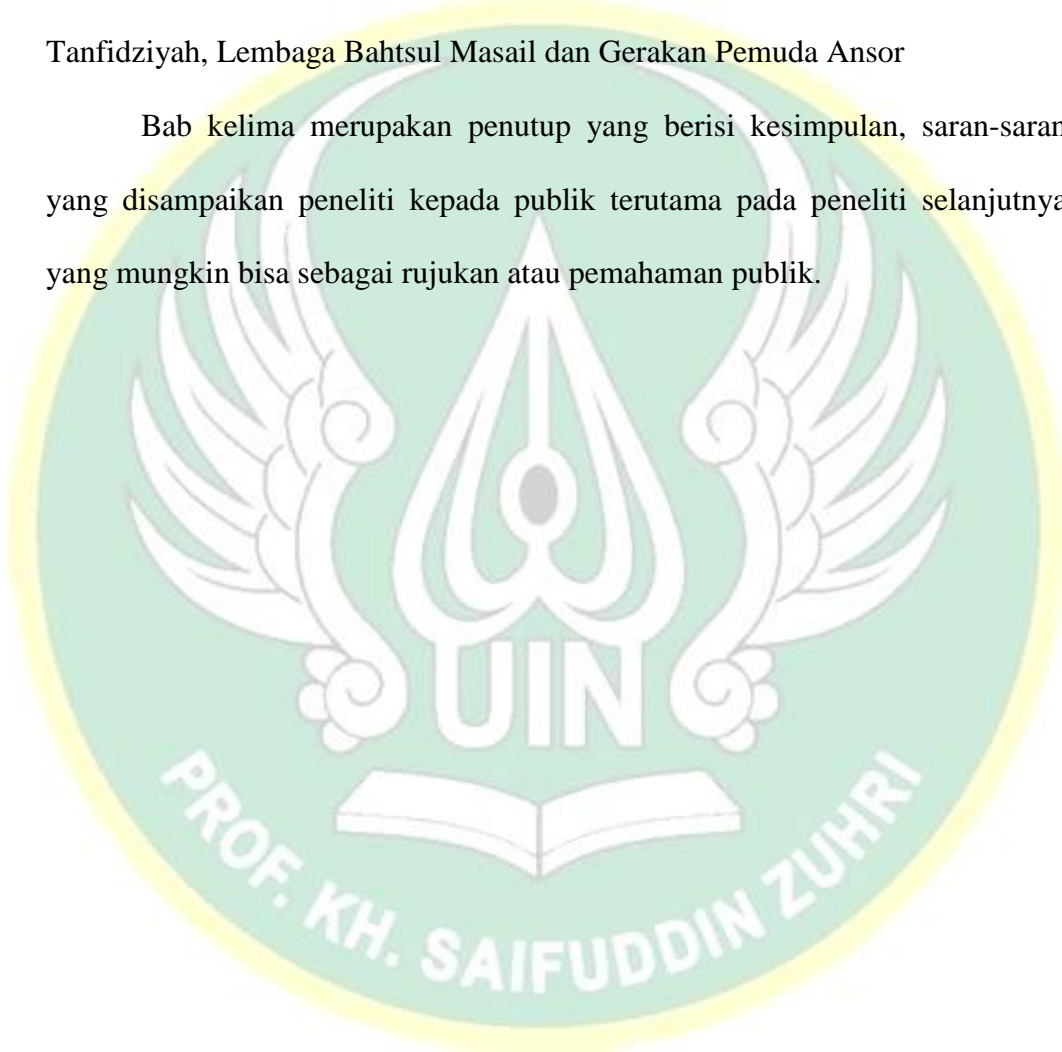 Tanfidziyah, Lembaga Bahtsul Masail dan Gerakan Pemuda Ansor
Bab kelima merupakan penutup yang berisi kesimpulan, saran-saran
yang disampaikan peneliti kepada publik terutama pada peneliti selanjutnya
yang mungkin bisa sebagai rujukan atau pemahaman publik.
UIN
PROF. KH. SAIFUDDIN ZUHRI